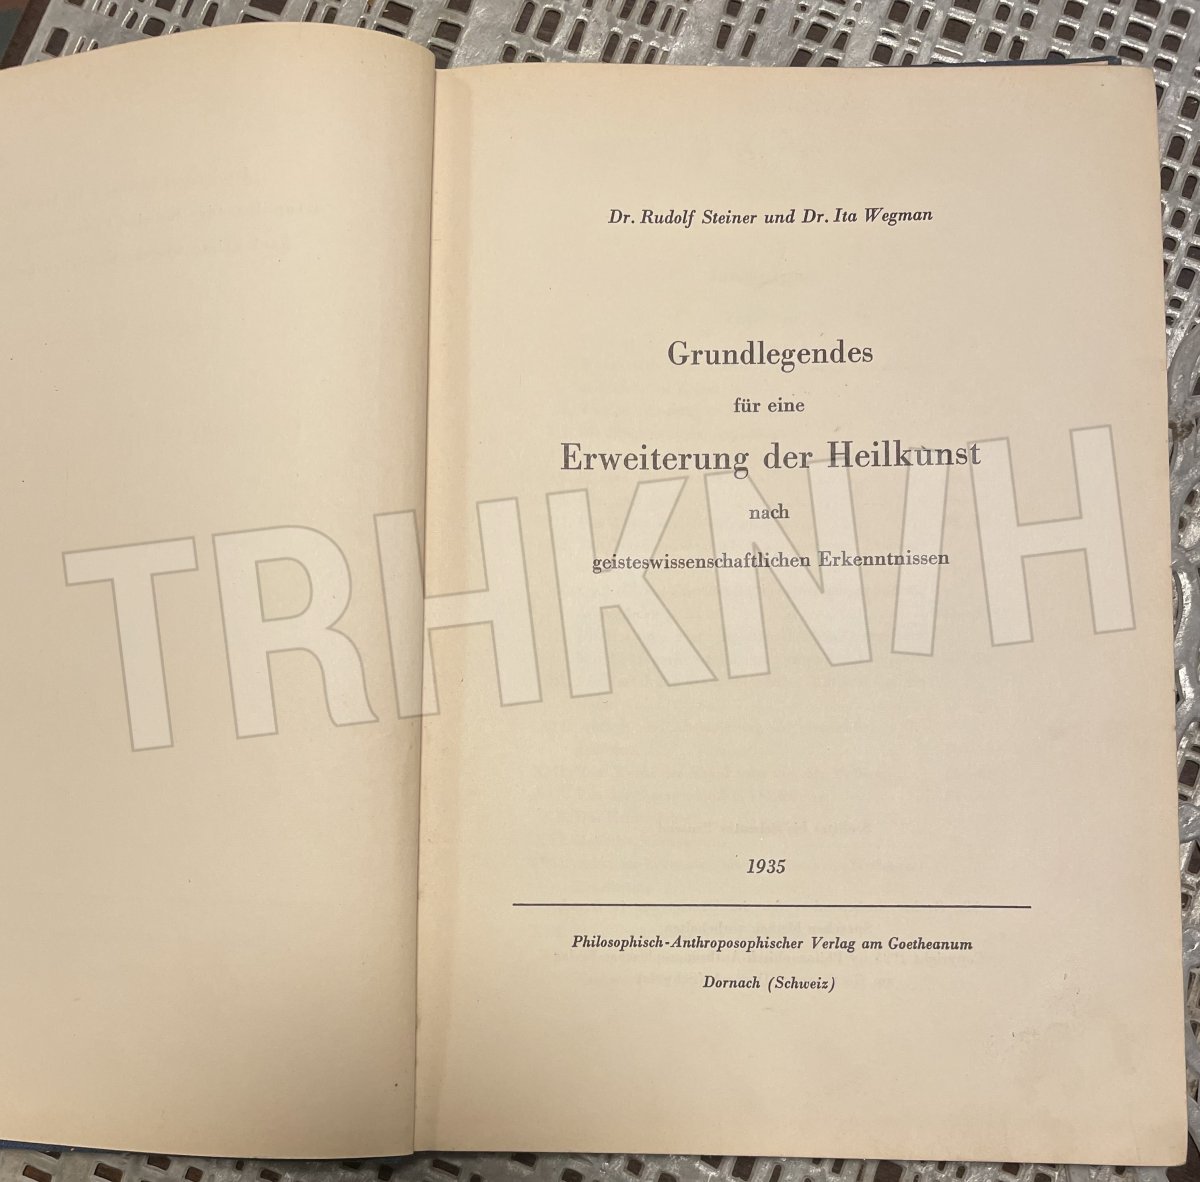 Dr. Rudolf Steiner und Dr. Ita Wegman
Grundlegendes
für eine
Erweiterung der Heilkunst
nach
geisteswissenschaftlichen Erkenntnissen
TRHKN/H
1935
Philosophisch-Anthroposophischer Verlag am Goetheanum
Dornach (Schweiz)